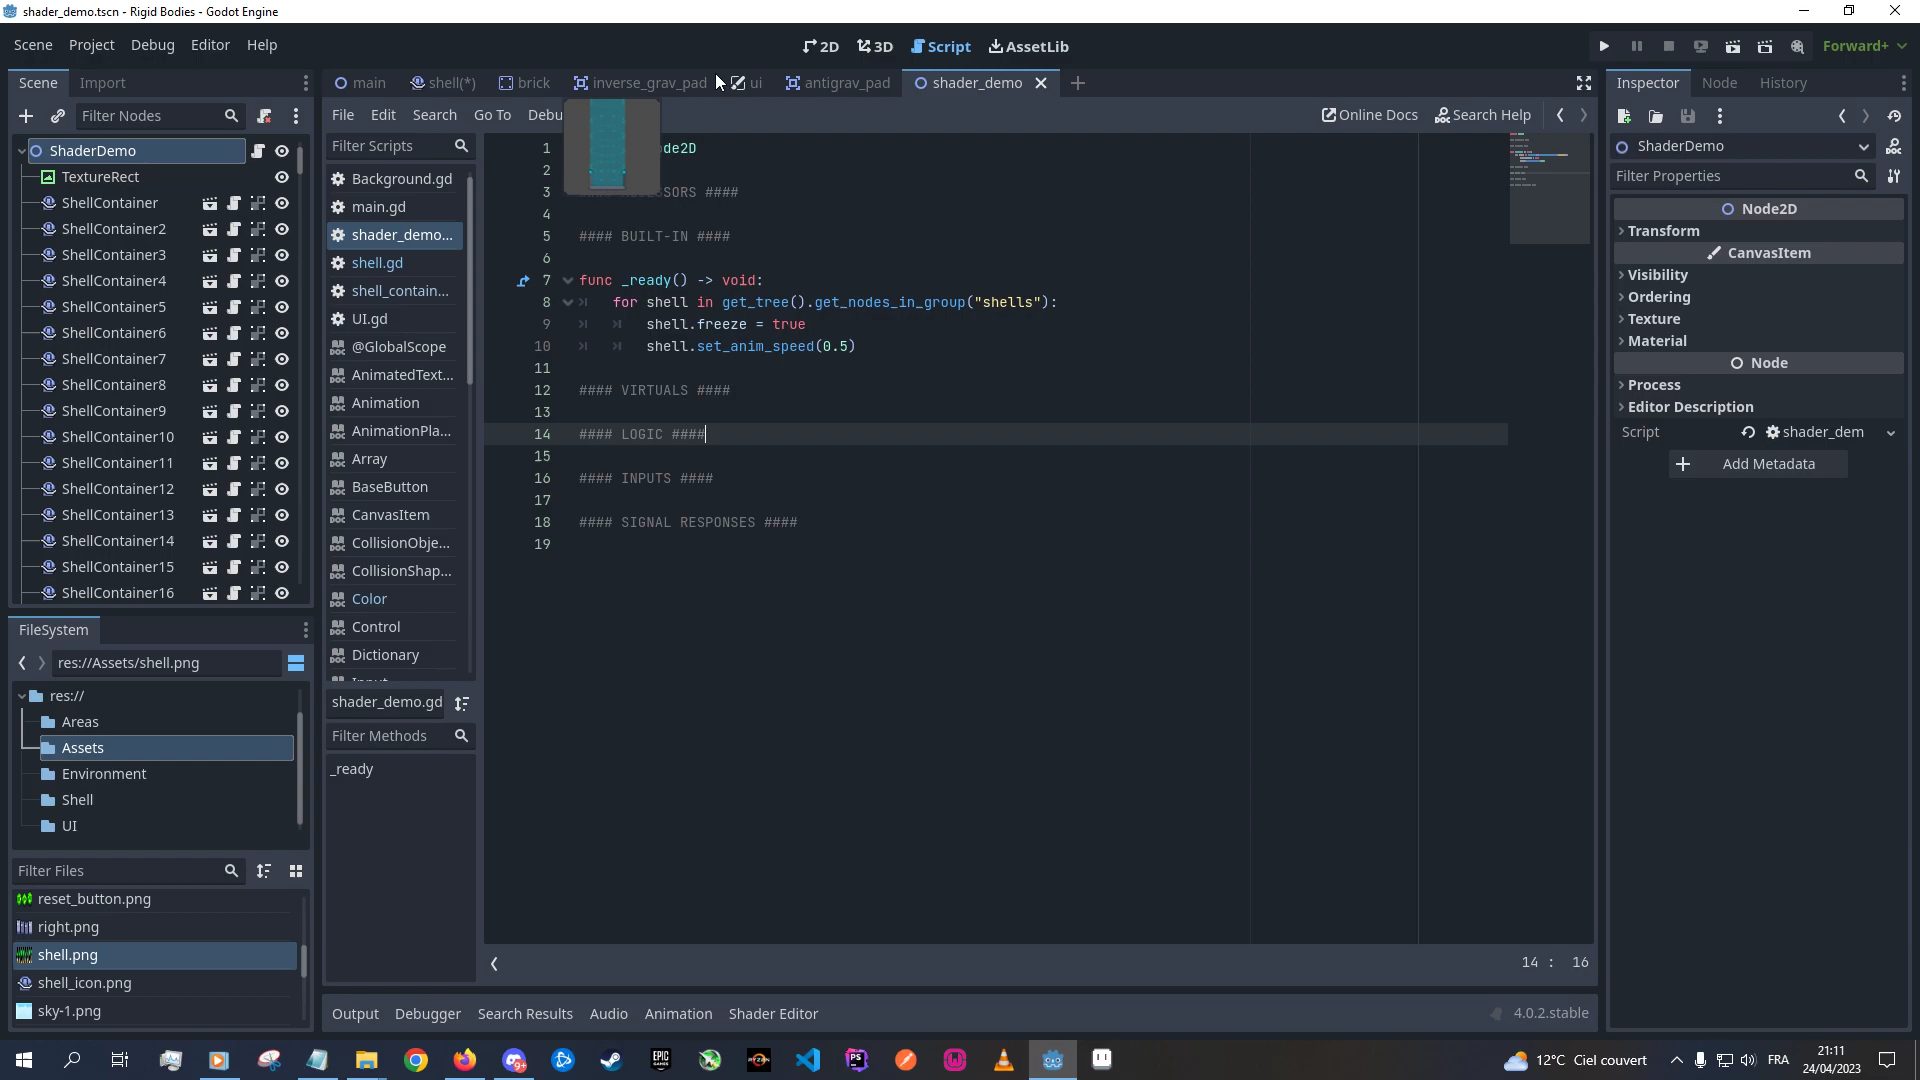 shader_demo.tscn - Rigid Bodies - Godot Engine
Scene Project Debug Editor Help
2D 3D Script AssetLib
Forward+
Scene Import
main shell(*) brick inverse_grav_pad ui antigrav_pad shader_demo
Inspector Node History
Filter Nodes
File Edit Search Go To Debu
Online Docs Search Help
ShaderDemo
TextureRect
ShellContainer
ShellContainer2
ShellContainer3
ShellContainer4
ShellContainer5
ShellContainer6
ShellContainer7
ShellContainer8
ShellContainer9
ShellContainer10
ShellContainer11
ShellContainer12
ShellContainer13
ShellContainer14
ShellContainer15
ShellContainer16
FileSystem
res://Assets/shell.png
res://
Areas
Assets
Environment
Shell
UI
Filter Files
reset_button.png
right.png
shell.png
shell_icon.png
sky-1.png
Filter Scripts
Background.gd
main.gd
shader_demo...
shell.gd
shell_contain...
UI.gd
@GlobalScope
AnimatedText...
Animation
AnimationPla...
Array
BaseButton
CanvasItem
CollisionObje...
CollisionShap...
Color
Control
Dictionary
shader_demo.gd
Filter Methods
_ready
1 de2D
2
3 SORS ####
4
5 #### BUILT-IN ####
6
7 func _ready() -> void:
8 for shell in get_tree().get_nodes_in_group("shells"):
9 shell.freeze = true
10 shell.set_anim_speed(0.5)
11
12 #### VIRTUALS ####
13
14 #### LOGIC ####
15
16 #### INPUTS ####
17
18 #### SIGNAL RESPONSES ####
19
14 : 16
Output Debugger Search Results Audio Animation Shader Editor
4.0.2.stable
ShaderDemo
Filter Properties
Node2D
Transform
CanvasItem
Visibility
Ordering
Texture
Material
Node
Process
Editor Description
Script shader_dem
Add Metadata
12°C Ciel couvert
FRA
21:11
24/04/2023